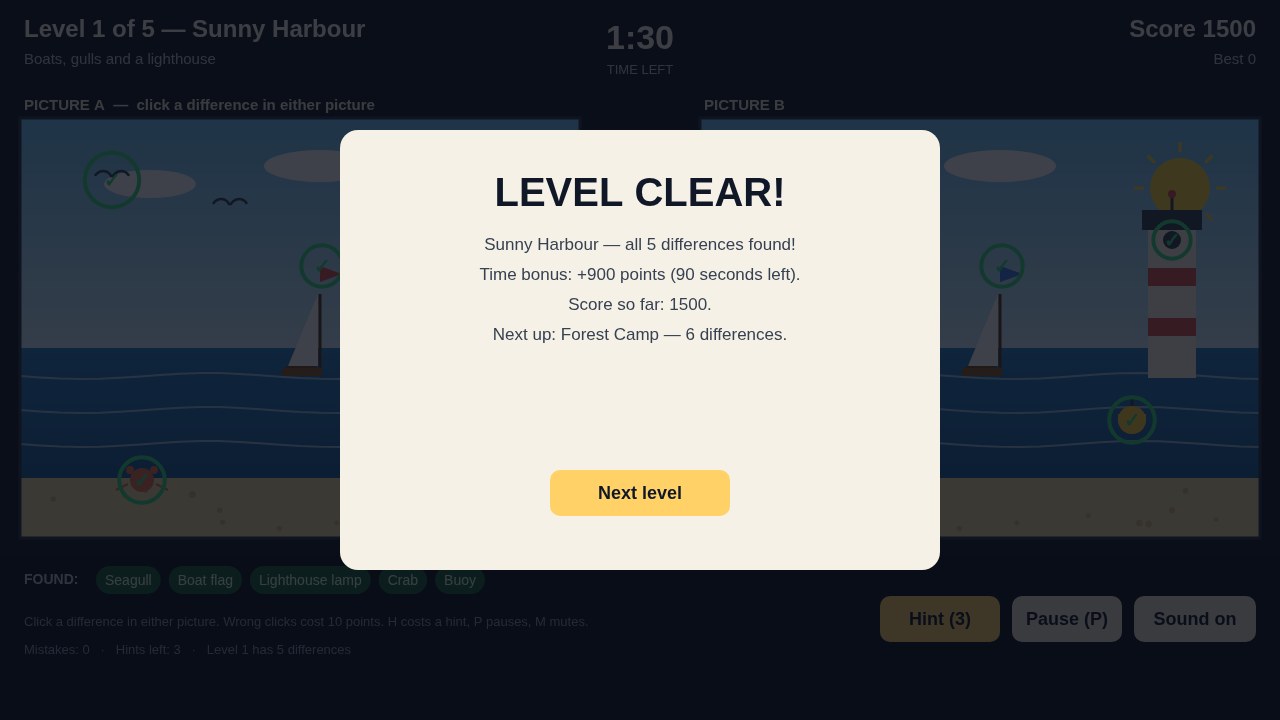 Level 1 of 5 — Sunny Harbour
Boats, gulls and a lighthouse
1:30
TIME LEFT
Score 1500
Best 0
PICTURE A — click a difference in either picture
PICTURE B
LEVEL CLEAR!
Sunny Harbour — all 5 differences found!
Time bonus: +900 points (90 seconds left).
Score so far: 1500.
Next up: Forest Camp — 6 differences.
Next level
FOUND: Seagull Boat flag Lighthouse lamp Crab Buoy
Click a difference in either picture. Wrong clicks cost 10 points. H costs a hint, P pauses, M mutes.
Mistakes: 0 · Hints left: 3 · Level 1 has 5 differences
Hint (3)
Pause (P)
Sound on